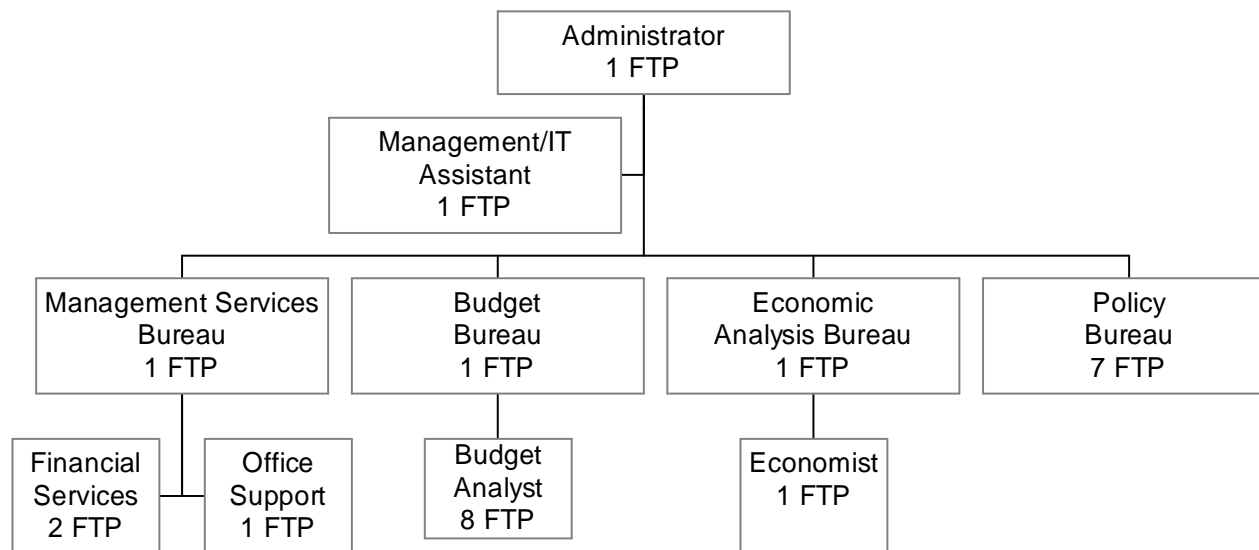 Administrator
1 FTP
Management/IT
Assistant
1 FTP
Management Services
Bureau
1 FTP
Budget
Bureau
1 FTP
Economic
Analysis Bureau
1 FTP
Policy
Bureau
7 FTP
Financial
Services
2 FTP
Office
Support
1 FTP
Budget
Analyst
8 FTP
Economist
1 FTP